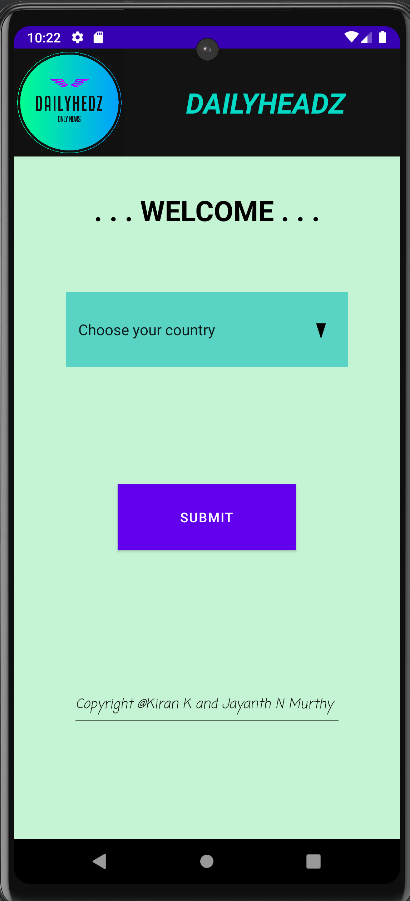 10:22
DAILYHEDZ
DAILY NEWS
DAILYHEADZ
. . . WELCOME . . .
Choose your country
SUBMIT
Copyright @Kiran K and Jayanth N Murthy